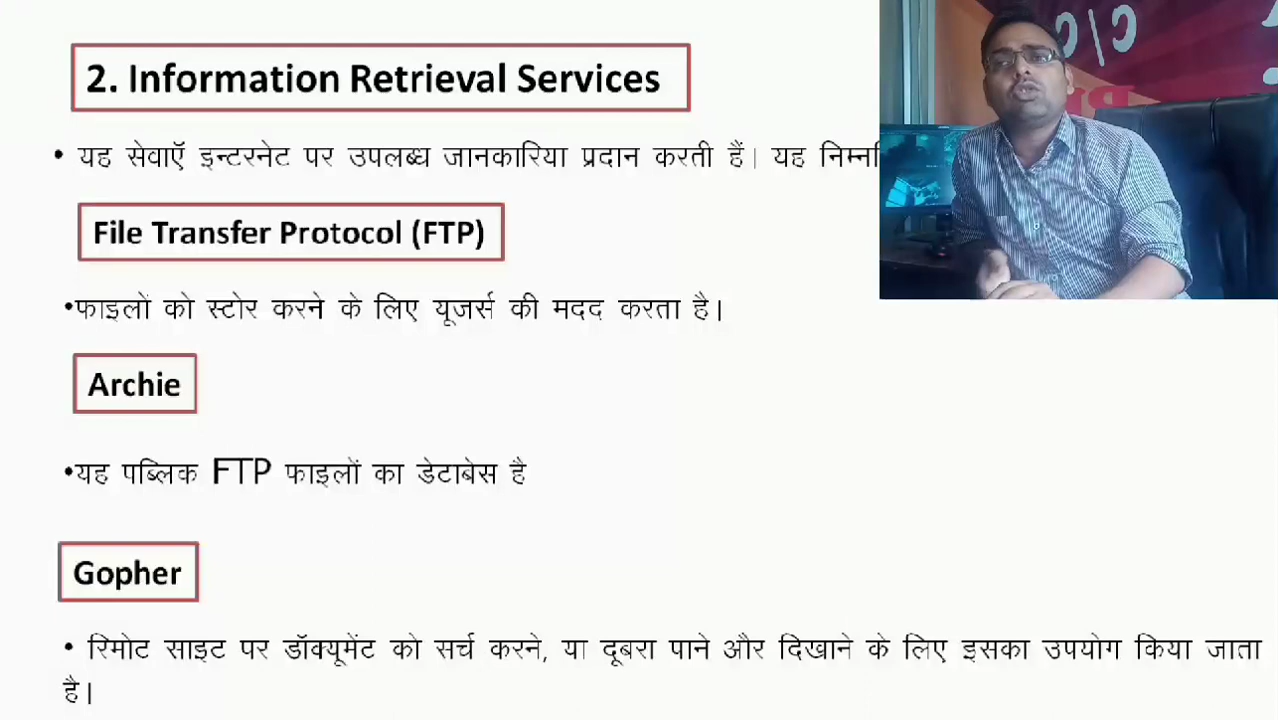 2. Information Retrieval Services
• यह सेवाएॅ इन्टरनेट पर उपलब्ध जानकारिया प्रदान करती हैं। यह
File Transfer Protocol (FTP)
•फाइलों को स्टोर करने के लिए यूजर्स की मदद करता है।
Archie
•यह पब्लिक FTP फाइलों का डेटाबेस है
Gopher
• रिमोट साइट पर डॉक्यूमेंट को सर्च करने, या दूबरा पाने और दिखाने के लिए इसका उपयोग किया जाता
है।